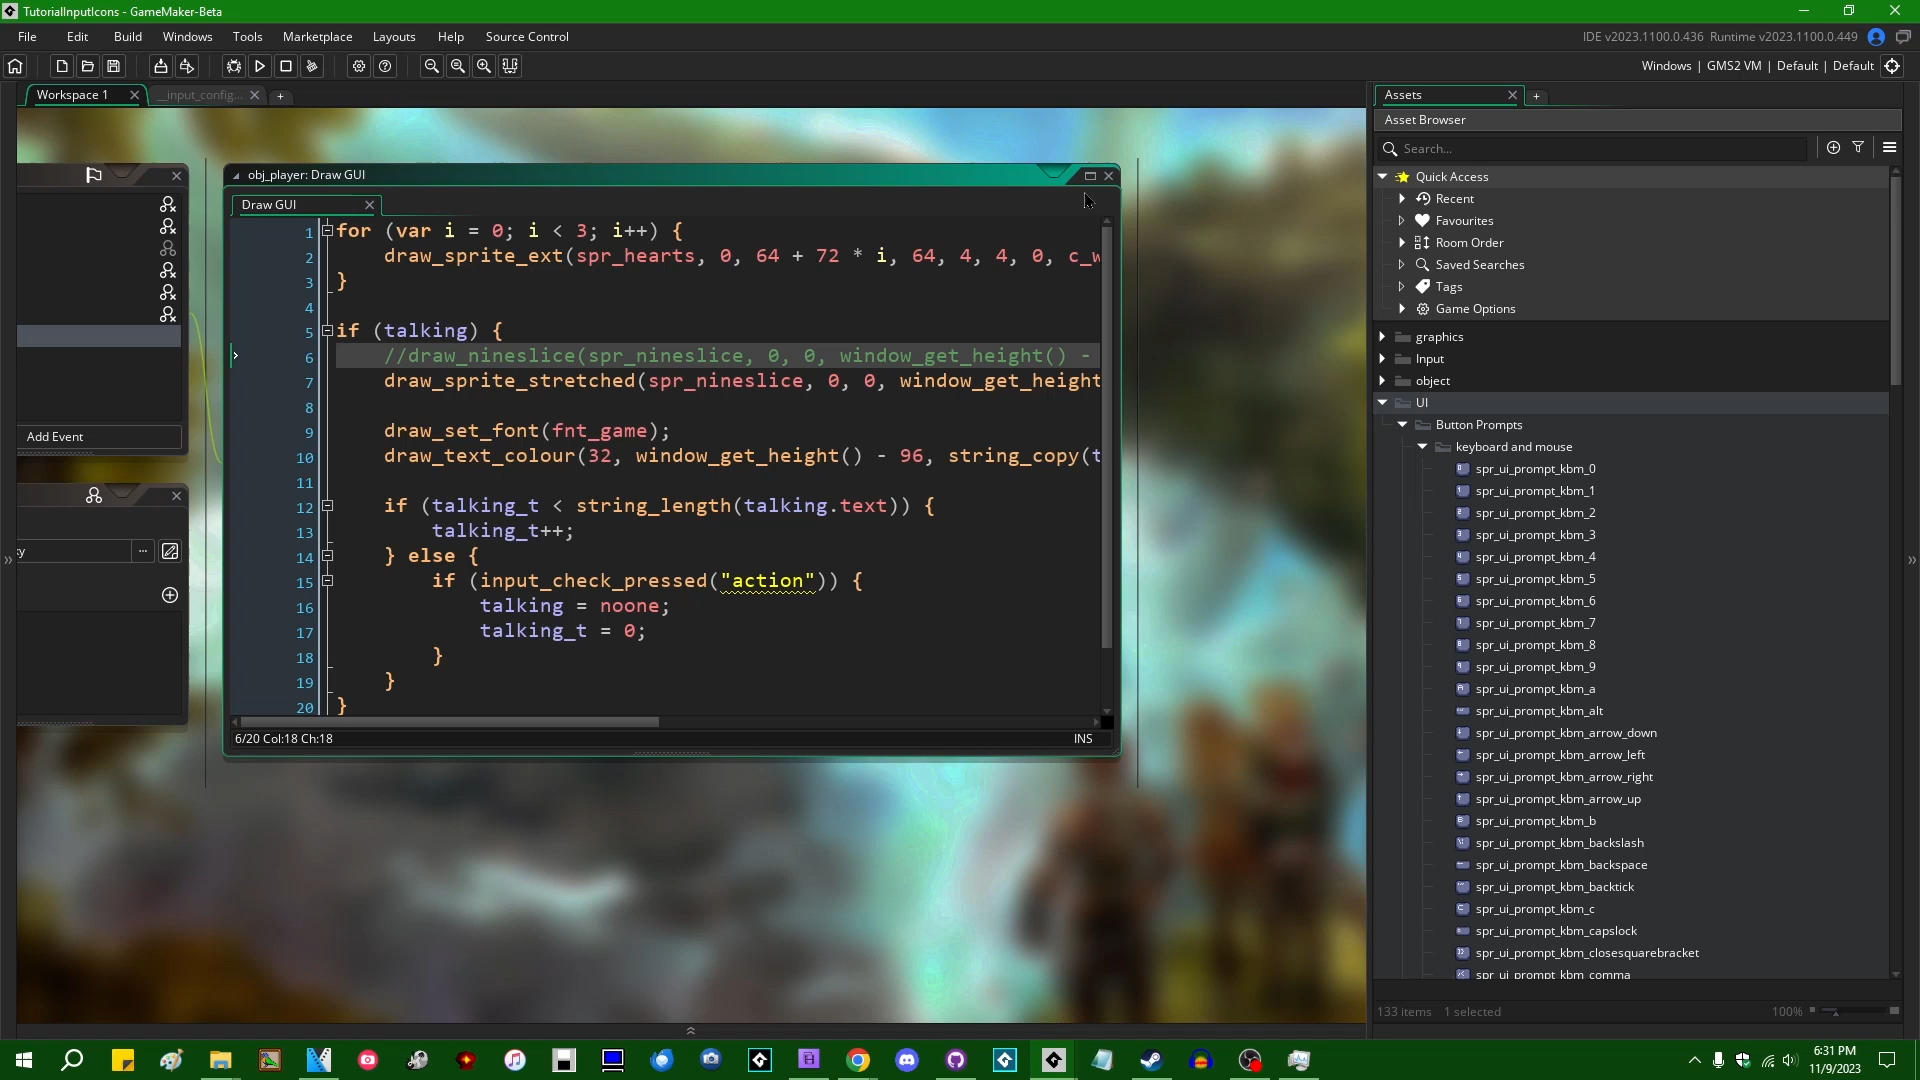 TutorialInputIcons - GameMaker-Beta
File Edit Build Windows Tools Marketplace Layouts Help Source Control
IDE v2023.1100.0.436 Runtime v2023.1100.0.449
Windows | GMS2 VM | Default | Default
Workspace 1
__input_config...
obj_player: Draw GUI
Draw GUI
1 for (var i = 0; i < 3; i++) {
2 draw_sprite_ext(spr_hearts, 0, 64 + 72 * i, 64, 4, 4, 0, c_w
3 }
4
5 if (talking) {
6 //draw_nineslice(spr_nineslice, 0, 0, window_get_height() -
7 draw_sprite_stretched(spr_nineslice, 0, 0, window_get_height
8
9 draw_set_font(fnt_game);
10 draw_text_colour(32, window_get_height() - 96, string_copy(t
11
12 if (talking_t < string_length(talking.text)) {
13 talking_t++;
14 } else {
15 if (input_check_pressed("action")) {
16 talking = noone;
17 talking_t = 0;
18 }
19 }
20 }
6/20 Col:18 Ch:18
INS
Add Event
cy
...
Assets
Asset Browser
Search...
Quick Access
Recent
Favourites
Room Order
Saved Searches
Tags
Game Options
graphics
Input
object
UI
Button Prompts
keyboard and mouse
spr_ui_prompt_kbm_0
spr_ui_prompt_kbm_1
spr_ui_prompt_kbm_2
spr_ui_prompt_kbm_3
spr_ui_prompt_kbm_4
spr_ui_prompt_kbm_5
spr_ui_prompt_kbm_6
spr_ui_prompt_kbm_7
spr_ui_prompt_kbm_8
spr_ui_prompt_kbm_9
spr_ui_prompt_kbm_a
spr_ui_prompt_kbm_alt
spr_ui_prompt_kbm_arrow_down
spr_ui_prompt_kbm_arrow_left
spr_ui_prompt_kbm_arrow_right
spr_ui_prompt_kbm_arrow_up
spr_ui_prompt_kbm_b
spr_ui_prompt_kbm_backslash
spr_ui_prompt_kbm_backspace
spr_ui_prompt_kbm_backtick
spr_ui_prompt_kbm_c
spr_ui_prompt_kbm_capslock
spr_ui_prompt_kbm_closesquarebracket
spr_ui_prompt_kbm_comma
133 items 1 selected
100%
6:31 PM
11/9/2023